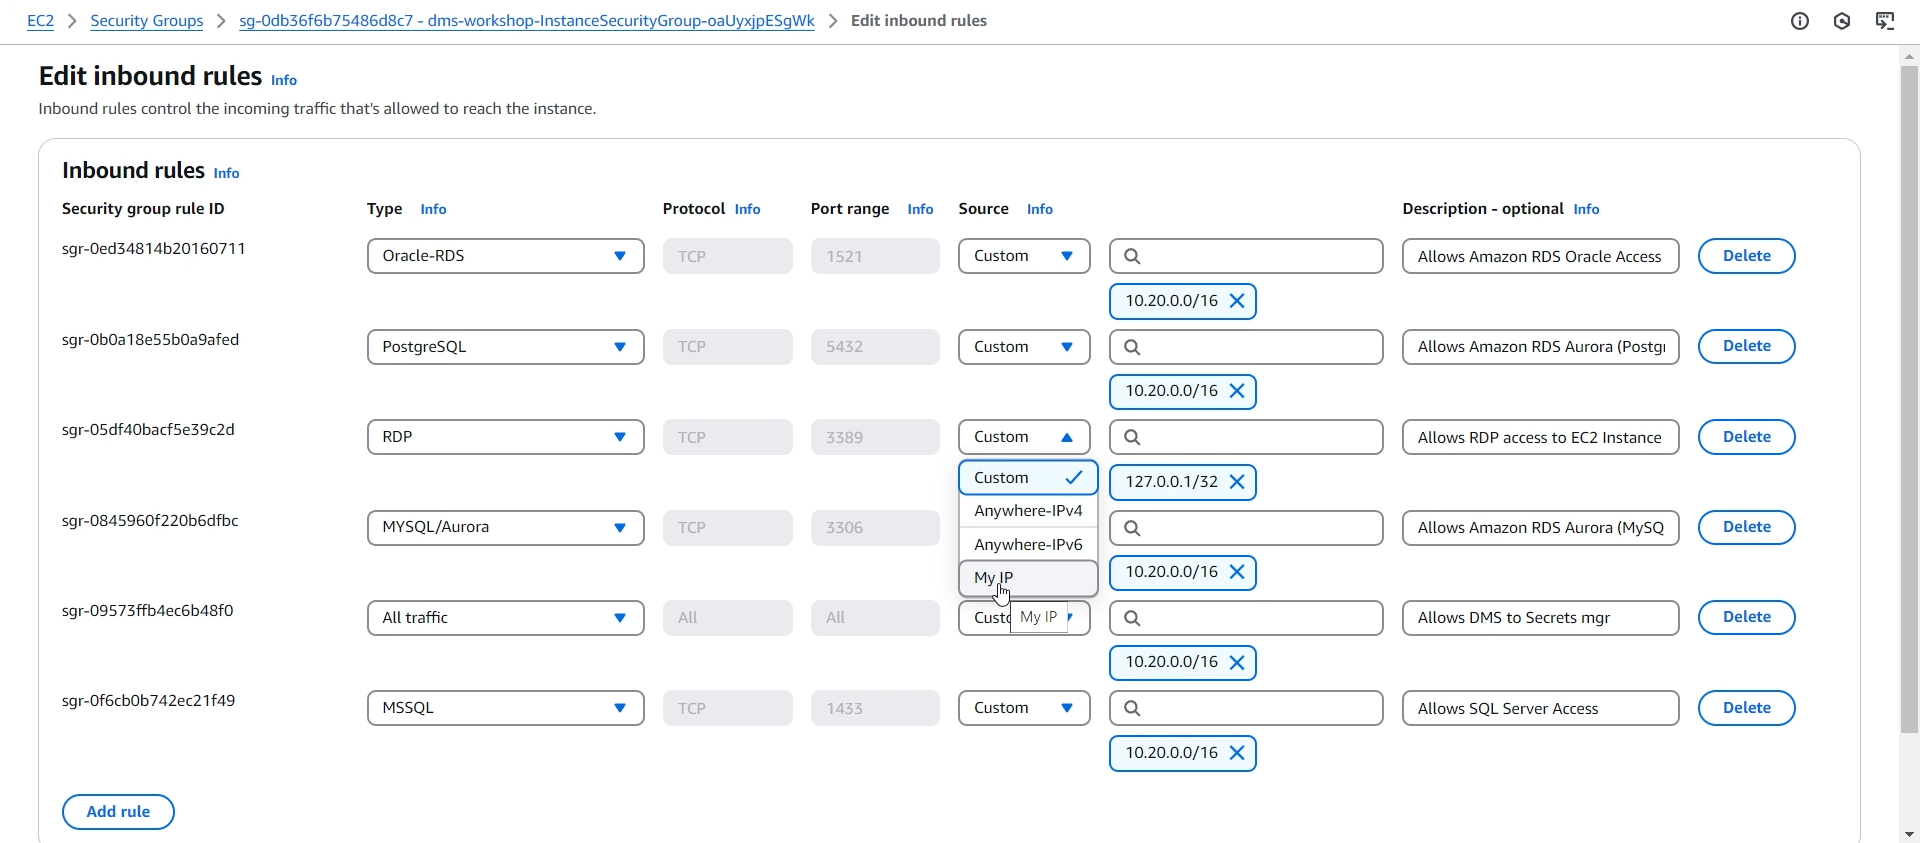 EC2 > Security Groups > sg-0db36f6b75486d8c7 - dms-workshop-InstanceSecurityGroup-oaUyxjpESgWk > Edit inbound rules
Edit inbound rules Info
Inbound rules control the incoming traffic that's allowed to reach the instance.
Inbound rules Info
Security group rule ID Type Info Protocol Info Port range Info Source Info Description - optional Info
sgr-0ed34814b20160711 Oracle-RDS TCP 1521 Custom Allows Amazon RDS Oracle Access Delete
10.20.0.0/16
sgr-0b0a18e55b0a9afed PostgreSQL TCP 5432 Custom Allows Amazon RDS Aurora (Postgr Delete
10.20.0.0/16
sgr-05df40bacf5e39c2d RDP TCP 3389 Custom Allows RDP access to EC2 Instance Delete
Custom 127.0.0.1/32
Anywhere-IPv4
sgr-0845960f220b6dfbc MYSQL/Aurora TCP 3306 Allows Amazon RDS Aurora (MySQ Delete
Anywhere-IPv6
My IP 10.20.0.0/16
sgr-09573ffb4ec6b48f0 All traffic All All Custo My IP Allows DMS to Secrets mgr Delete
10.20.0.0/16
sgr-0f6cb0b742ec21f49 MSSQL TCP 1433 Custom Allows SQL Server Access Delete
10.20.0.0/16
Add rule